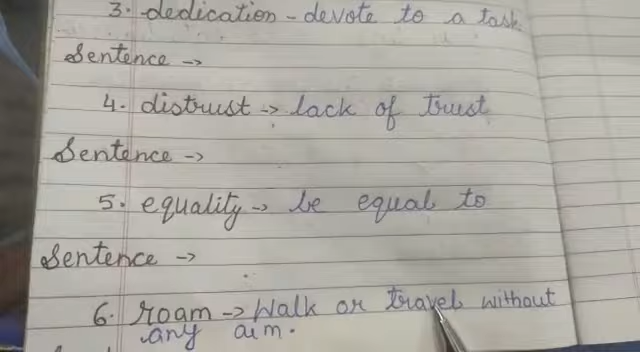 3. dedication - devote to a task.
Sentence ->
4. distrust -> lack of trust
Sentence ->
5. equality -> be equal to
Sentence ->
6. roam -> Walk or travel without
any aim.